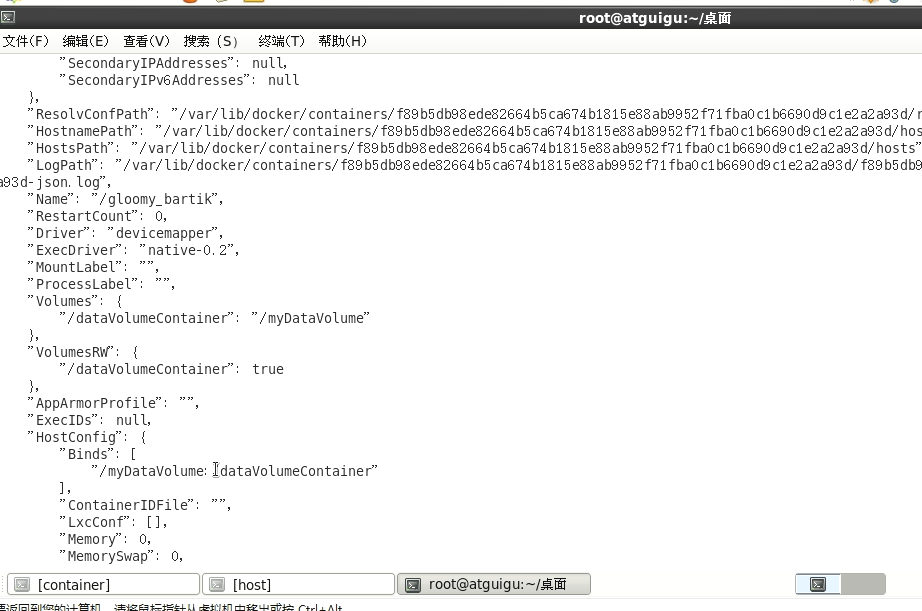 root@atguigu:~/桌面
文件(F) 编辑(E) 查看(V) 搜索 (S) 终端(T) 帮助(H)
"SecondaryIPAddresses": null,
"SecondaryIPv6Addresses": null
},
"ResolvConfPath": "/var/lib/docker/containers/f89b5db98ede82664b5ca674b1815e88ab9952f71fba0c1b6690d9c1e2a2a93d/r
"HostnamePath": "/var/lib/docker/containers/f89b5db98ede82664b5ca674b1815e88ab9952f71fba0c1b6690d9c1e2a2a93d/hos
"HostsPath": "/var/lib/docker/containers/f89b5db98ede82664b5ca674b1815e88ab9952f71fba0c1b6690d9c1e2a2a93d/hosts"
"LogPath": "/var/lib/docker/containers/f89b5db98ede82664b5ca674b1815e88ab9952f71fba0c1b6690d9c1e2a2a93d/f89b5db9
a93d-json.log",
"Name": "/gloomy_bartik",
"RestartCount": 0,
"Driver": "devicemapper",
"ExecDriver": "native-0.2",
"MountLabel": "",
"ProcessLabel": "",
"Volumes": {
"/dataVolumeContainer": "/myDataVolume"
},
"VolumesRW": {
"/dataVolumeContainer": true
},
"AppArmorProfile": "",
"ExecIDs": null,
"HostConfig": {
"Binds": [
"/myDataVolume:/dataVolumeContainer"
],
"ContainerIDFile": "",
"LxcConf": [],
"Memory": 0,
"MemorySwap": 0,
[container] [host] root@atguigu:~/桌面
要返回到您的计算机，请将鼠标指针从虚拟机中移出或按 Ctrl+Alt